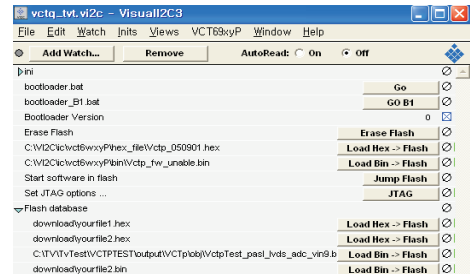 vctq_tvt.vi2c - VisualI2C3
File Edit Watch Inits Views VCT69xyP Window Help
Add Watch... Remove AutoRead: On Off
ini
bootloader.bat Go
bootloader_B1.bat GO B1
Bootloader Version 0
Erase Flash Erase Flash
C:\VI2C\ic\vct6wxyP\hex_file\Vctp_050901.hex Load Hex -> Flash
C:\VI2C\ic\vct6wxyP\bin\Vctp_fw_unable.bin Load Bin -> Flash
Start software in flash Jump Flash
Set JTAG options ... JTAG
Flash database
download\yourfile1.hex Load Hex -> Flash
download\yourfile2.hex Load Hex -> Flash
C:\TV\TvTest\VCTPTEST\output\VCTp\obj\VctpTest_pasl_lvds_adc_vin9.b Load Bin -> Flash
download\yourfile2.bin Load Bin -> Flash